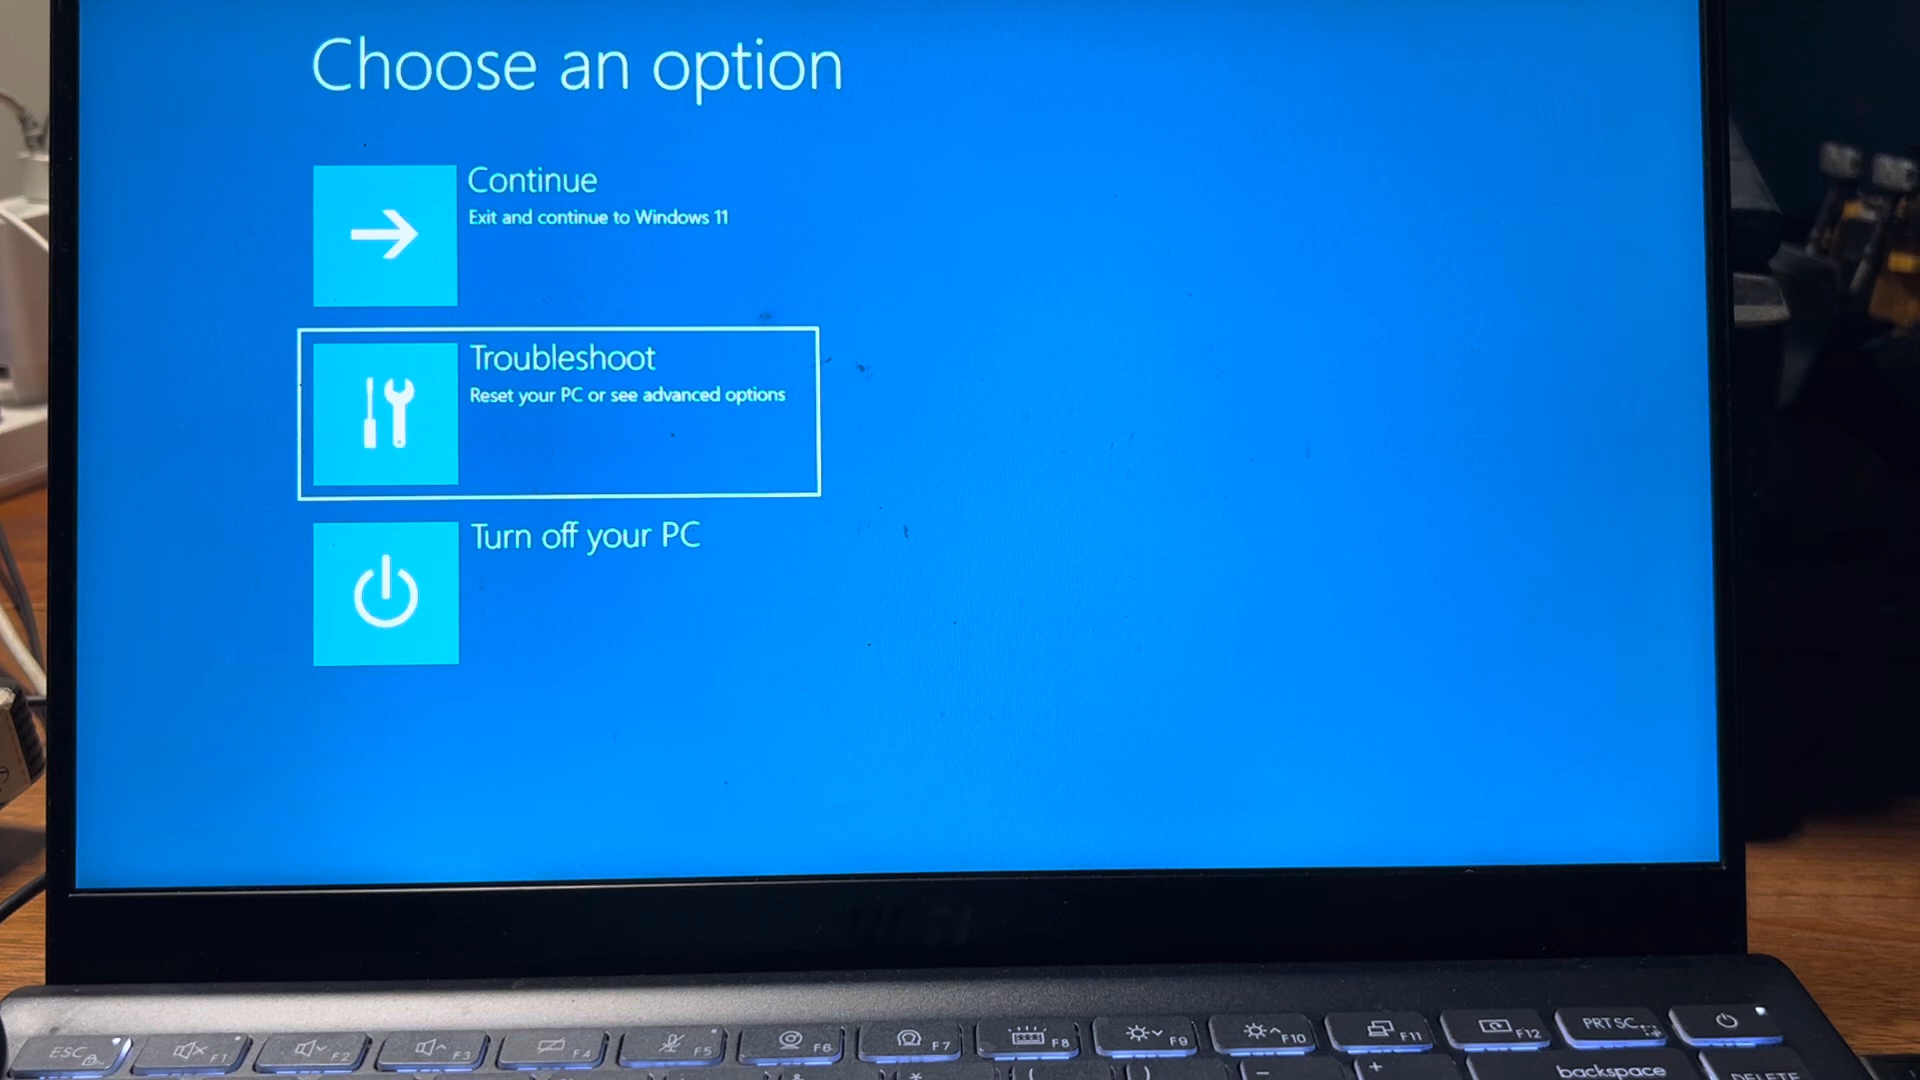 Choose an option
Continue
Exit and continue to Windows 11
Troubleshoot
Reset your PC or see advanced options
Turn off your PC
ESC
F1
F2
F3
F4
F5
F6
F7
F8
F9
F10
F11
F12
PRT SC
backspace
DELETE